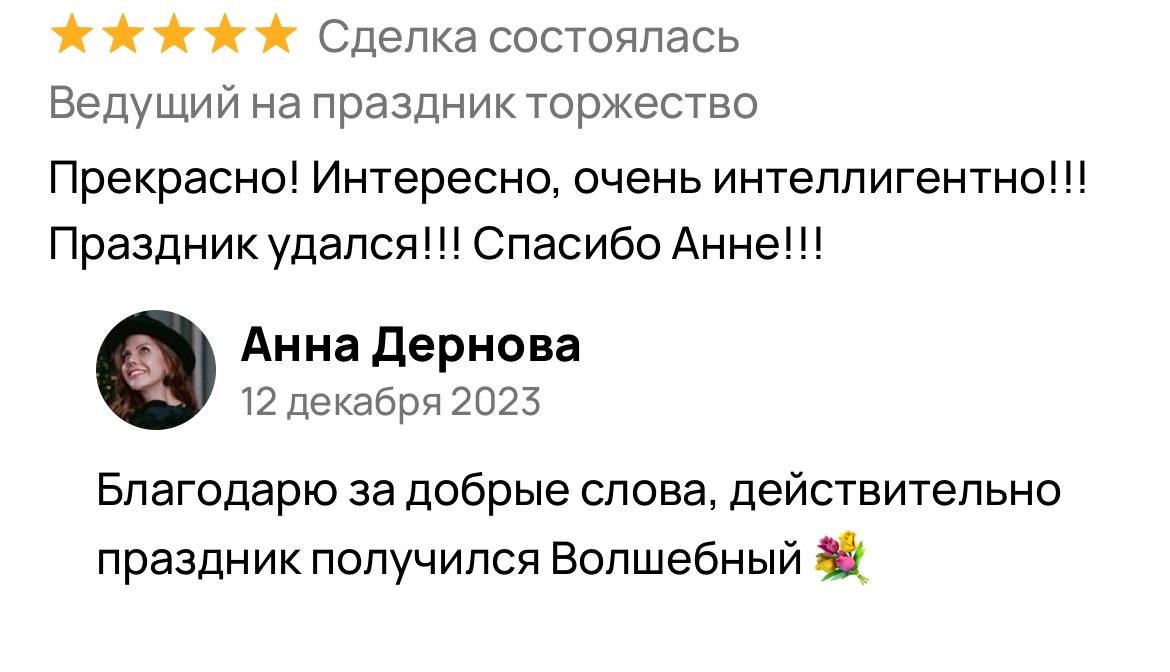 Сделка состоялась
Ведущий на праздник торжество
Прекрасно! Интересно, очень интеллигентно!!!
Праздник удался!!! Спасибо Анне!!!
Анна Дернова
12 декабря 2023
Благодарю за добрые слова, действительно
праздник получился Волшебный 💐